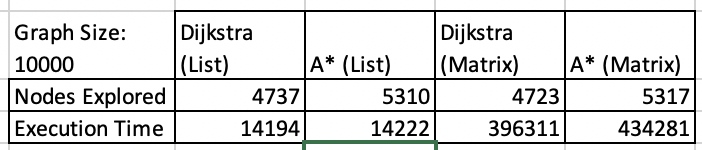 Graph Size: Dijkstra Dijkstra
10000 (List) A* (List) (Matrix) A* (Matrix)
Nodes Explored 4737 5310 4723 5317
Execution Time 14194 14222 396311 434281